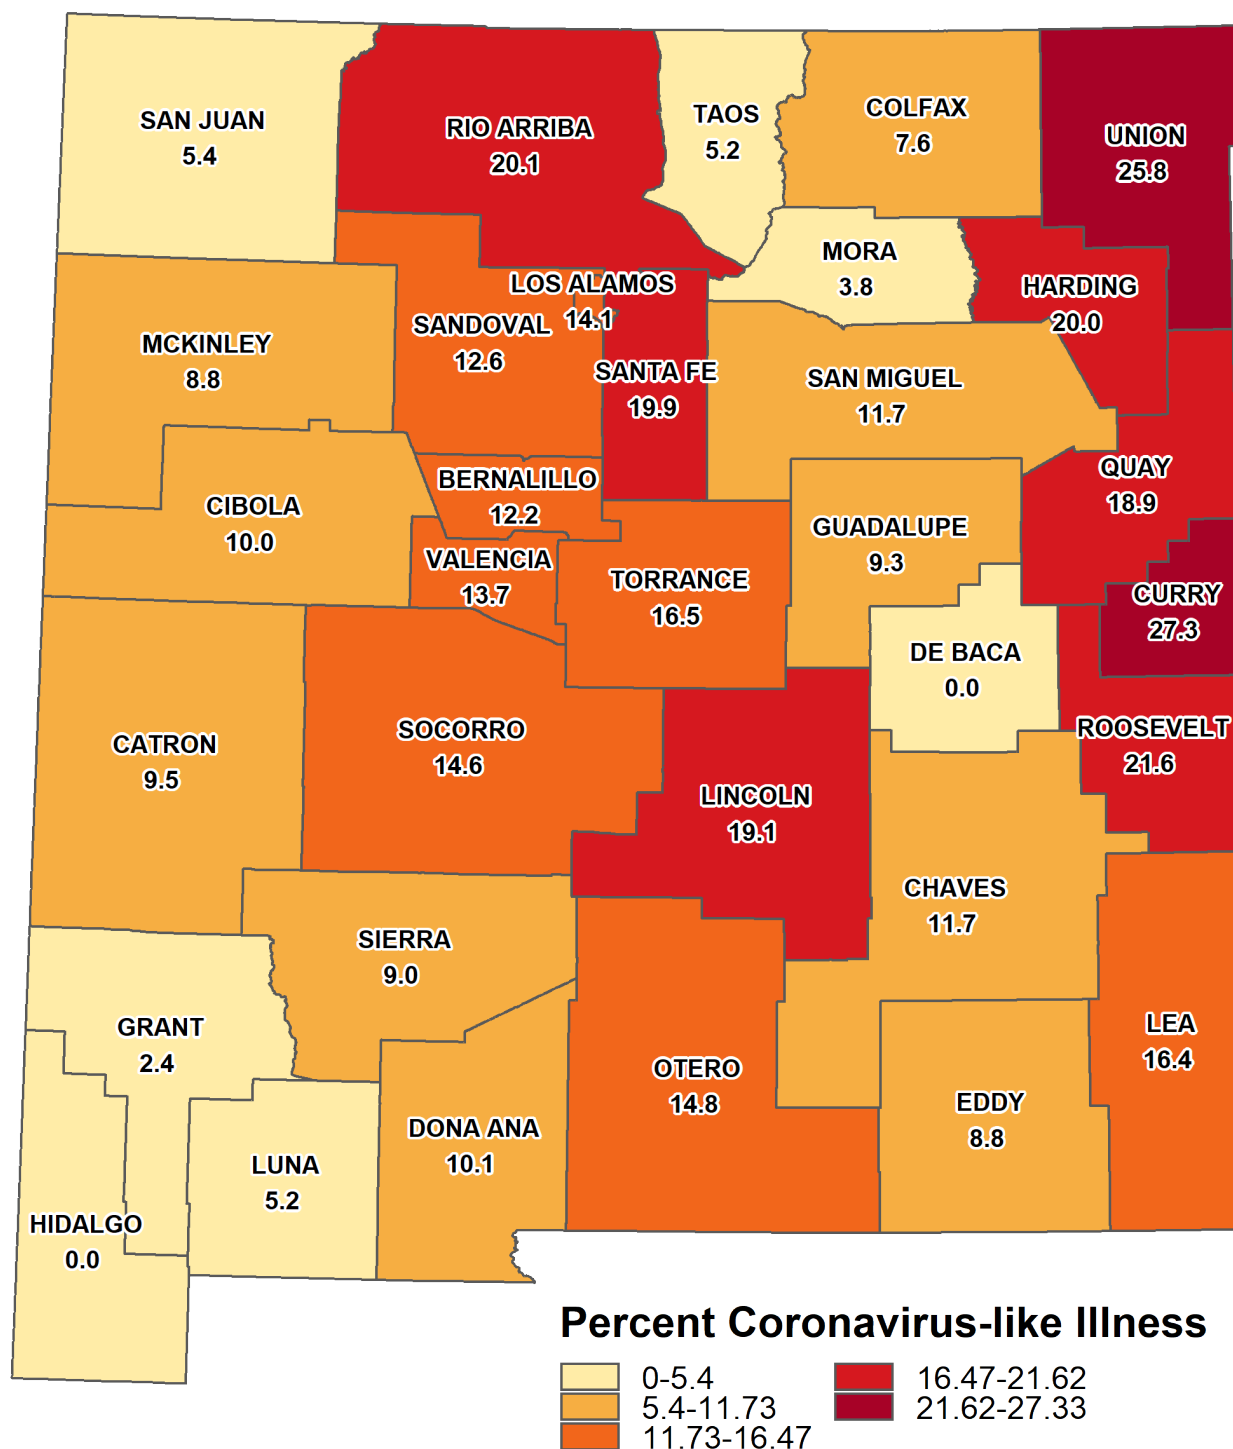 SAN JUAN
5.4
RIO ARRIBA
20.1
TAOS
5.2
COLFAX
7.6
UNION
25.8
MORA
3.8
HARDING
20.0
LOS ALAMOS
14.1
SANDOVAL
12.6
MCKINLEY
8.8
SANTA FE
19.9
SAN MIGUEL
11.7
QUAY
18.9
BERNALILLO
12.2
CIBOLA
10.0
GUADALUPE
9.3
VALENCIA
13.7
TORRANCE
16.5
CURRY
27.3
DE BACA
0.0
ROOSEVELT
21.6
CATRON
9.5
SOCORRO
14.6
LINCOLN
19.1
CHAVES
11.7
SIERRA
9.0
GRANT
2.4
LEA
16.4
OTERO
14.8
EDDY
8.8
DONA ANA
10.1
LUNA
5.2
HIDALGO
0.0
Percent Coronavirus-like Illness
0-5.4
5.4-11.73
11.73-16.47
16.47-21.62
21.62-27.33